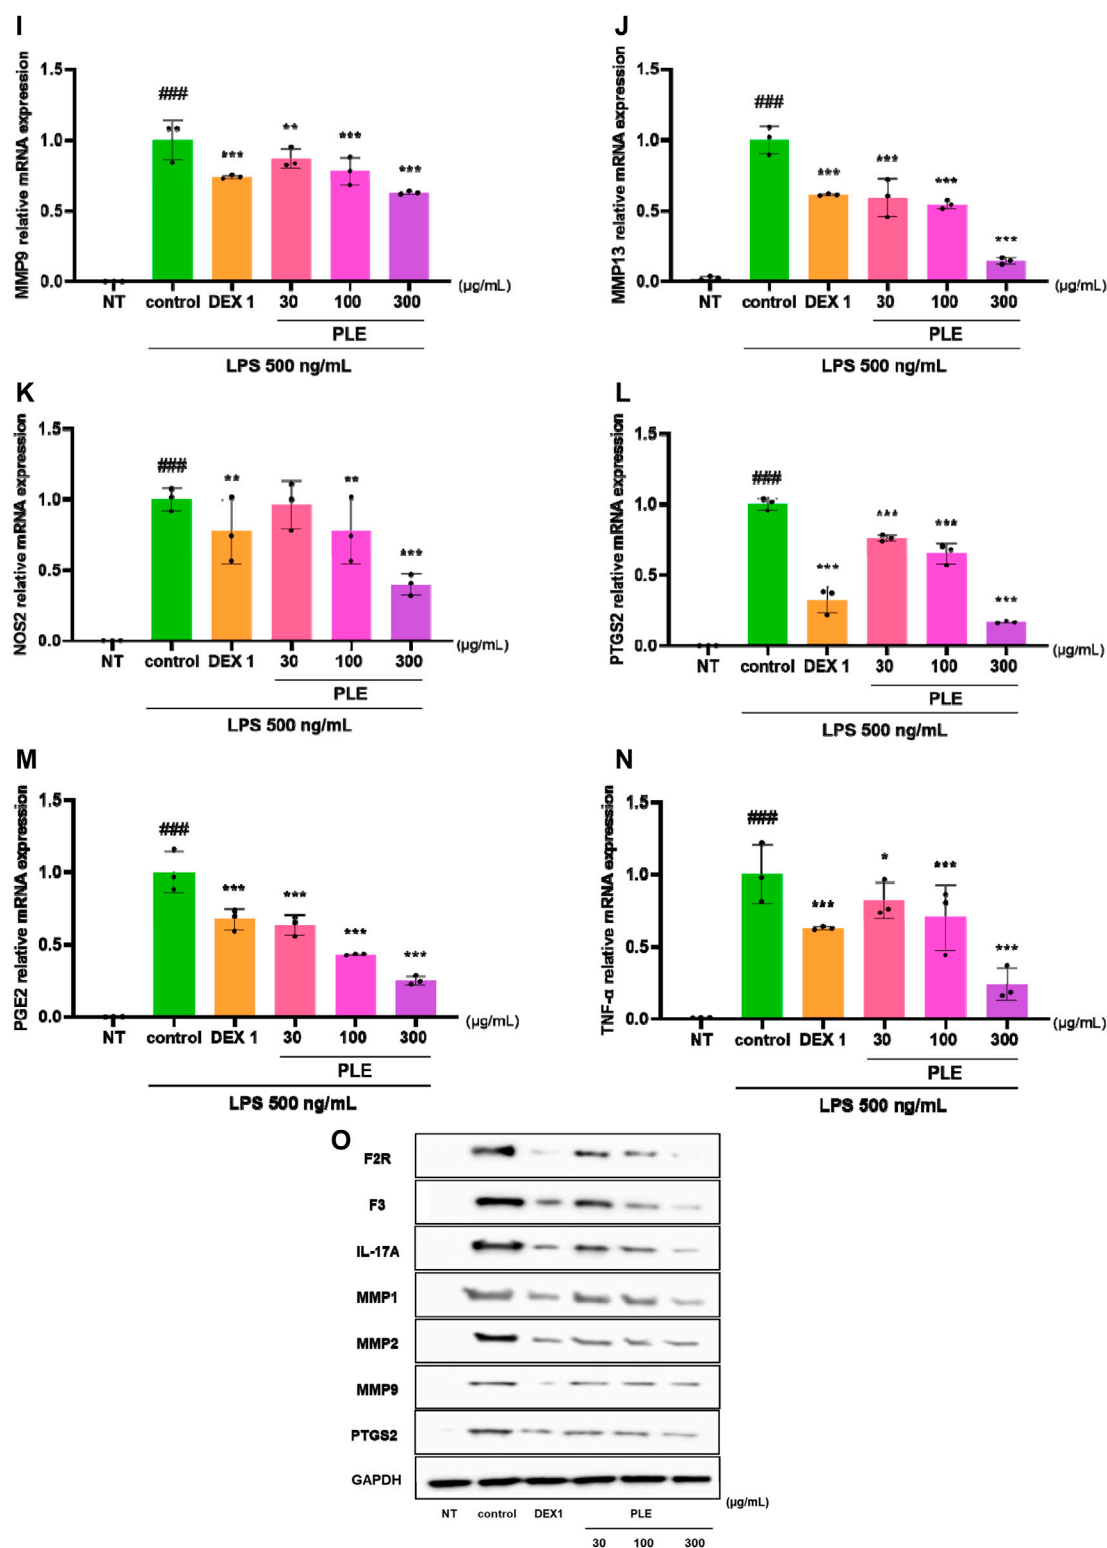 I
MMP9 relative mRNA expression
1.5
1.0
0.5
0.0
###
***
**
***
***
NT control DEX 1 30 100 300 (μg/mL)
PLE
LPS 500 ng/mL
J
MMP13 relative mRNA expression
1.5
1.0
0.5
0.0
###
***
***
***
***
NT control DEX 1 30 100 300 (μg/mL)
PLE
LPS 500 ng/mL
K
NOS2 relative mRNA expression
1.5
1.0
0.5
0.0
###
**
**
***
NT control DEX 1 30 100 300 (μg/mL)
PLE
LPS 500 ng/mL
L
PTGS2 relative mRNA expression
1.5
1.0
0.5
0.0
###
***
***
***
***
NT control DEX 1 30 100 300 (μg/mL)
PLE
LPS 500 ng/mL
M
PGE2 relative mRNA expression
1.5
1.0
0.5
0.0
###
***
***
***
***
NT control DEX 1 30 100 300 (μg/mL)
PLE
LPS 500 ng/mL
N
TNF-α relative mRNA expression
1.5
1.0
0.5
0.0
###
***
*
***
***
NT control DEX 1 30 100 300 (μg/mL)
PLE
LPS 500 ng/mL
O
F2R
F3
IL-17A
MMP1
MMP2
MMP9
PTGS2
GAPDH
(μg/mL)
NT control DEX1 PLE
30 100 300